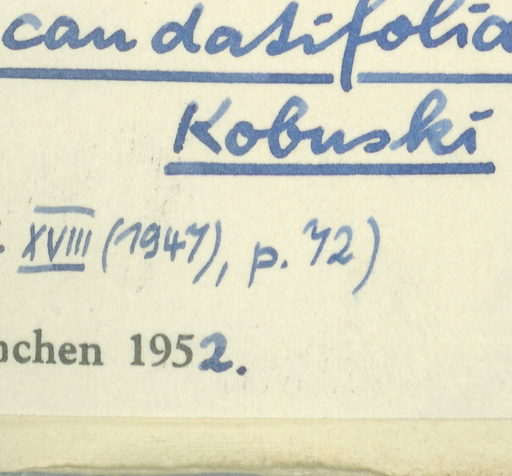 caudatifolia
Kobuski
XVIII (1947), p. 72)
nchen 1952.